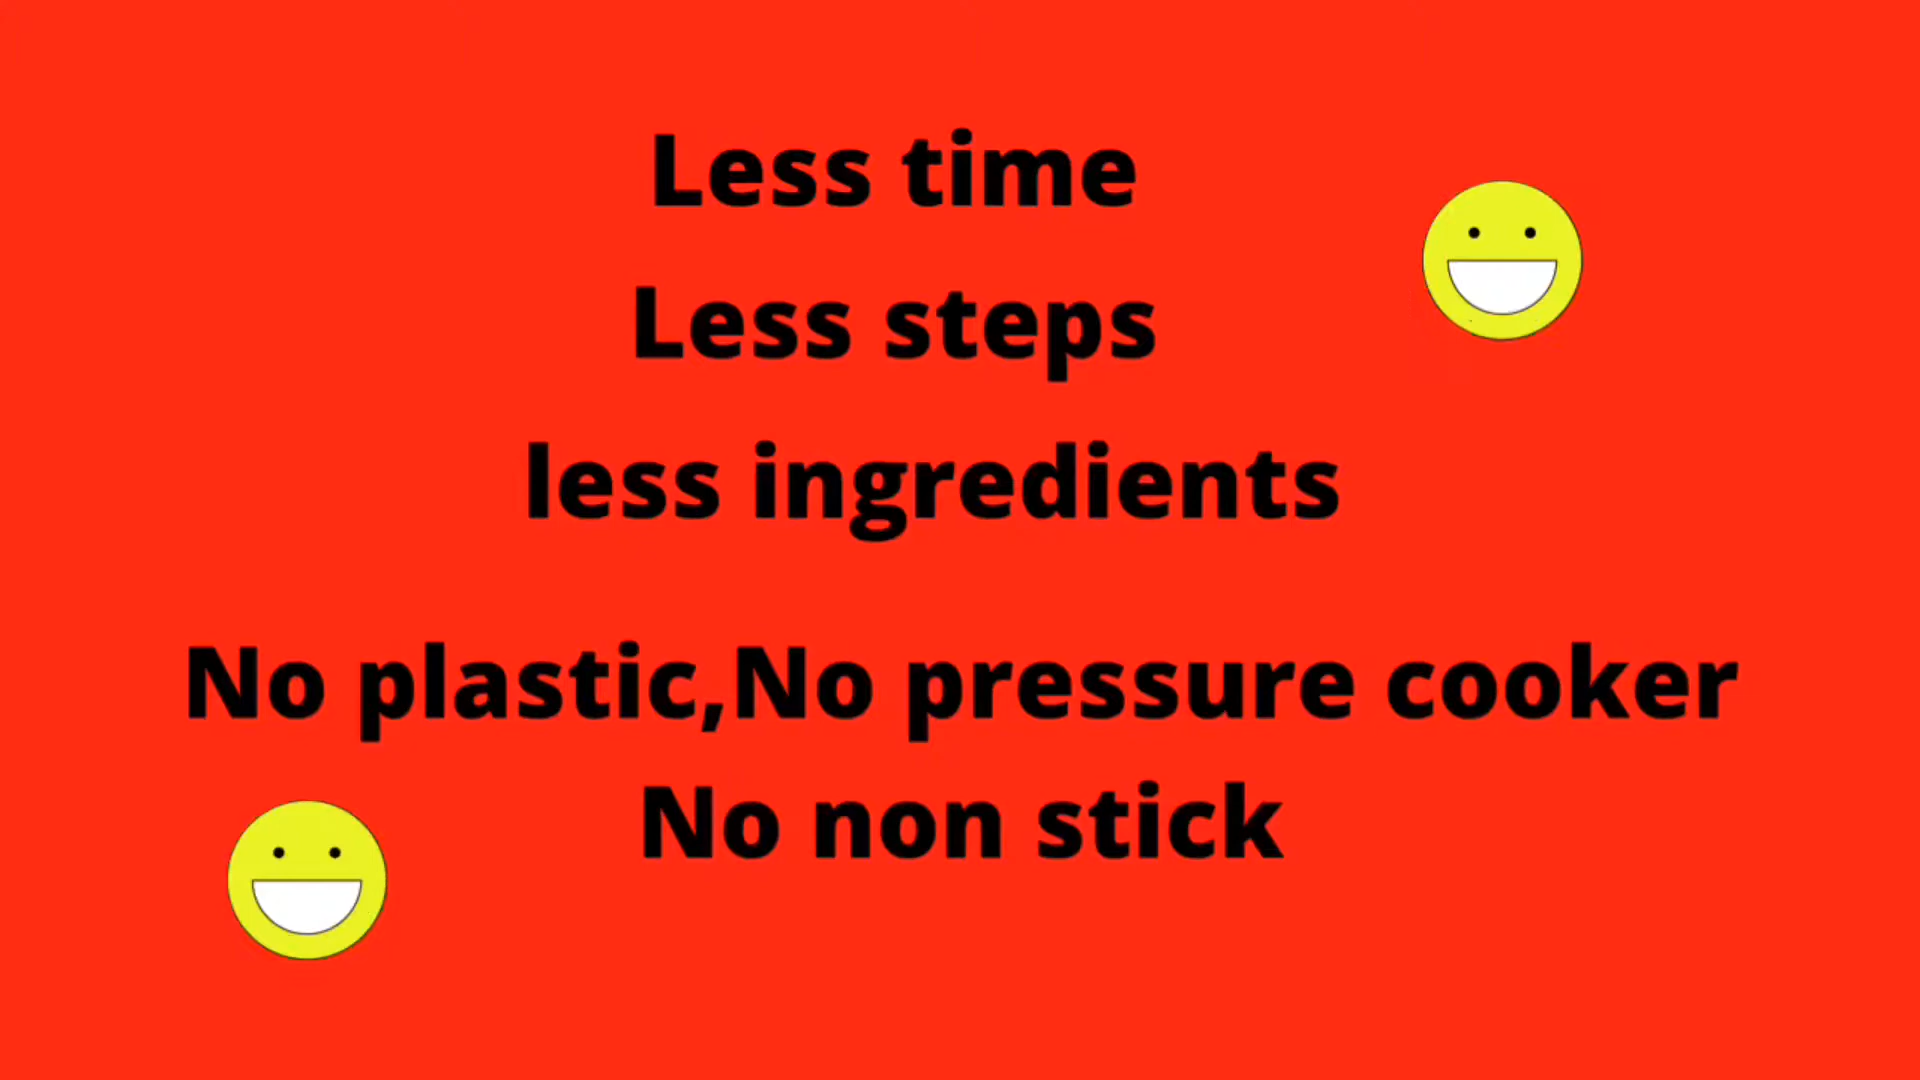 Less time
Less steps
less ingredients
No plastic,No pressure cooker
No non stick